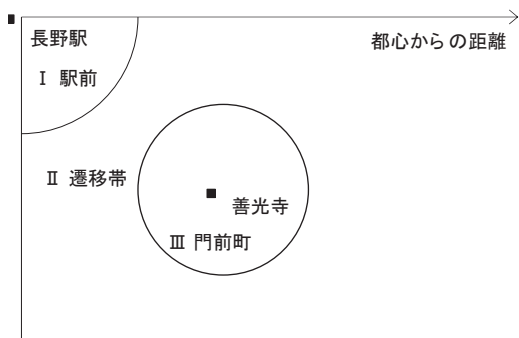 長野駅
都心からの距離
Ⅰ 駅前
Ⅱ 遷移帯
善光寺
Ⅲ 門前町